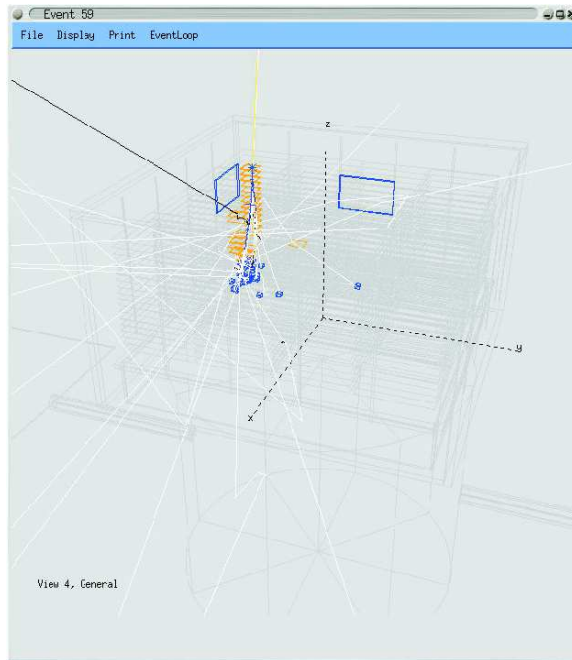 Event 59
File Display Print EventLoop
z
y
x
View 4, General